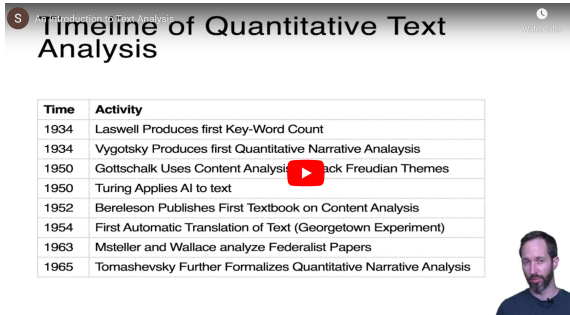 S An Introduction to Text Analysis
Timeline of Quantitative Text
Analysis
Time Activity
1934 Laswell Produces first Key-Word Count
1934 Vygotsky Produces first Quantitative Narrative Analaysis
1950 Gottschalk Uses Content Analysis ack Freudian Themes
1950 Turing Applies AI to text
1952 Bereleson Publishes First Textbook on Content Analysis
1954 First Automatic Translation of Text (Georgetown Experiment)
1963 Msteller and Wallace analyze Federalist Papers
1965 Tomashevsky Further Formalizes Quantitative Narrative Analysis